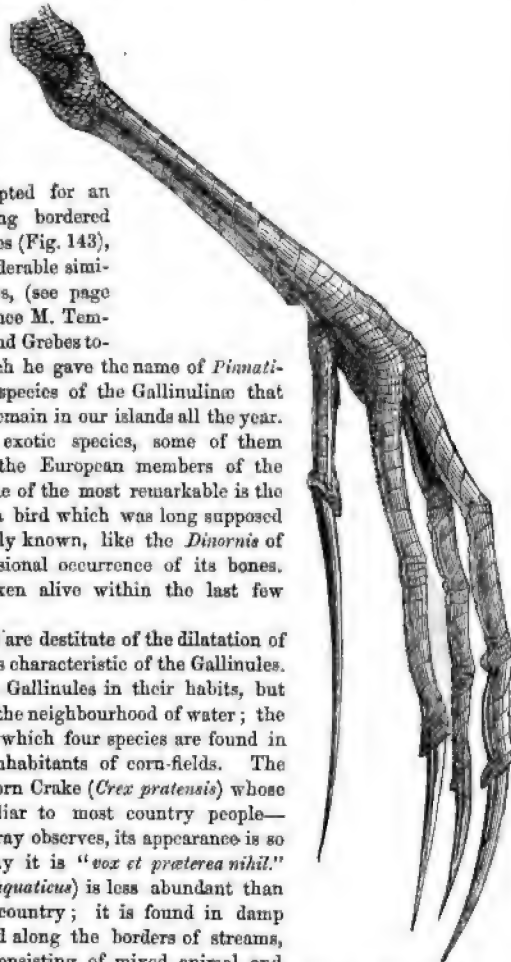 pted for an
ng bordered
es (Fig. 143),
derable simi-
s, (see page
nce M. Tem-
nd Grebes to-
ch he gave the name of Pinnati-
species of the Gallinulinæ that
emain in our islands all the year.
exotic species, some of them
the European members of the
e of the most remarkable is the
a bird which was long supposed
ly known, like the Dinornis of
sional occurrence of its bones.
ken alive within the last few
are destitute of the dilatation of
s characteristic of the Gallinules.
Gallinules in their habits, but
the neighbourhood of water; the
which four species are found in
nhabitants of corn-fields. The
orn Crake (Crex pratensis) whose
liar to most country people—
ray observes, its appearance is so
y it is "vox et præterea nihil."
aquaticus) is less abundant than
country; it is found in damp
d along the borders of streams,
onsisting of mixed animal and